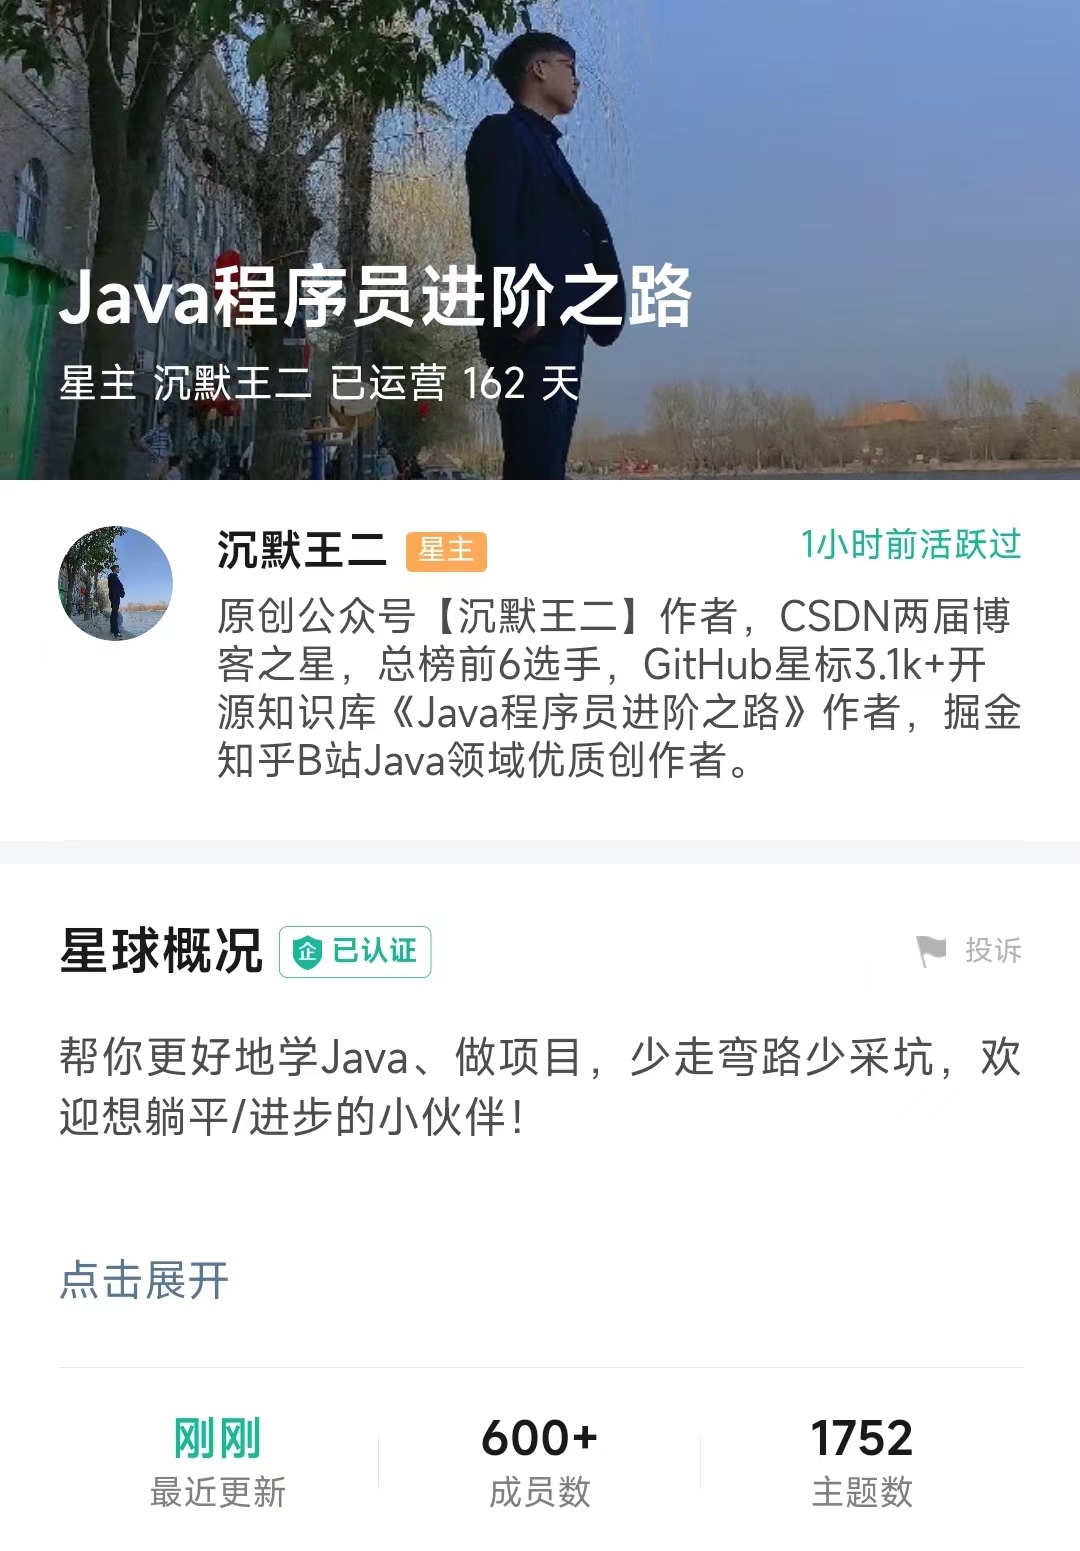 Java程序员进阶之路
星主 沉默王二 已运营 162 天
沉默王二 星主
1小时前活跃过
原创公众号【沉默王二】作者，CSDN两届博
客之星，总榜前6选手，GitHub星标3.1k+开
源知识库《Java程序员进阶之路》作者，掘金
知乎B站Java领域优质创作者。
星球概况 企 已认证
投诉
帮你更好地学Java、做项目，少走弯路少采坑，欢
迎想躺平/进步的小伙伴！
点击展开
刚刚 600+ 1752
最近更新 成员数 主题数